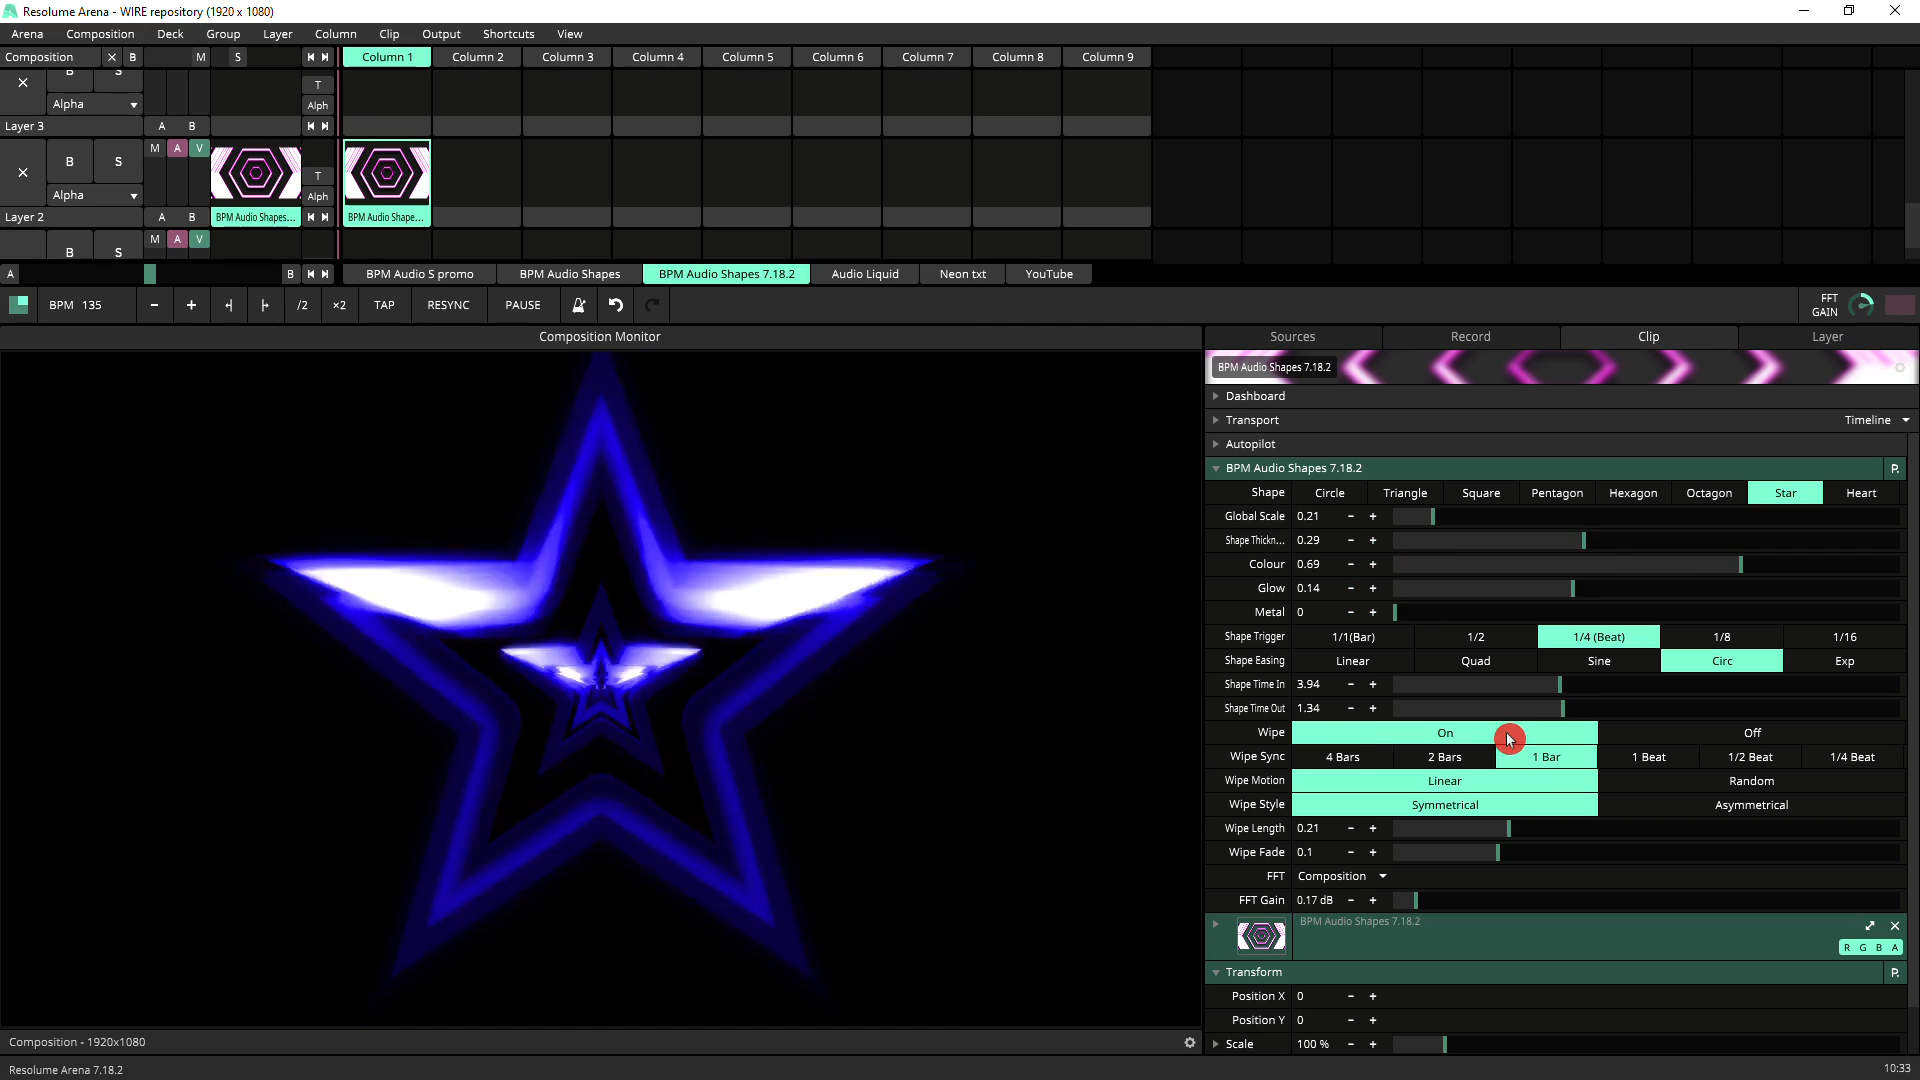 Resolume Arena - WIRE repository (1920 x 1080)
Arena Composition Deck Group Layer Column Clip Output Shortcuts View
Composition B M S Column 1 Column 2 Column 3 Column 4 Column 5 Column 6 Column 7 Column 8 Column 9
B S T
Alpha Alph
Layer 3 A B
B S M A V T
Alpha Alph
Layer 2 A B BPM Audio Shapes... BPM Audio Shape...
B S M A V
A B BPM Audio S promo BPM Audio Shapes BPM Audio Shapes 7.18.2 Audio Liquid Neon txt YouTube
BPM 135 - + /2 ×2 TAP RESYNC PAUSE FFT GAIN
Composition Monitor Sources Record Clip Layer
BPM Audio Shapes 7.18.2
Dashboard
Transport Timeline
Autopilot
BPM Audio Shapes 7.18.2 P.
Shape Circle Triangle Square Pentagon Hexagon Octagon Star Heart
Global Scale 0.21 - +
Shape Thickn... 0.29 - +
Colour 0.69 - +
Glow 0.14 - +
Metal 0 - +
Shape Trigger 1/1(Bar) 1/2 1/4 (Beat) 1/8 1/16
Shape Easing Linear Quad Sine Circ Exp
Shape Time In 3.94 - +
Shape Time Out 1.34 - +
Wipe On Off
Wipe Sync 4 Bars 2 Bars 1 Bar 1 Beat 1/2 Beat 1/4 Beat
Wipe Motion Linear Random
Wipe Style Symmetrical Asymmetrical
Wipe Length 0.21 - +
Wipe Fade 0.1 - +
FFT Composition
FFT Gain 0.17 dB - +
BPM Audio Shapes 7.18.2
R G B A
Transform P.
Position X 0 - +
Position Y 0 - +
Scale 100 % - +
Composition - 1920x1080
Resolume Arena 7.18.2 10:33